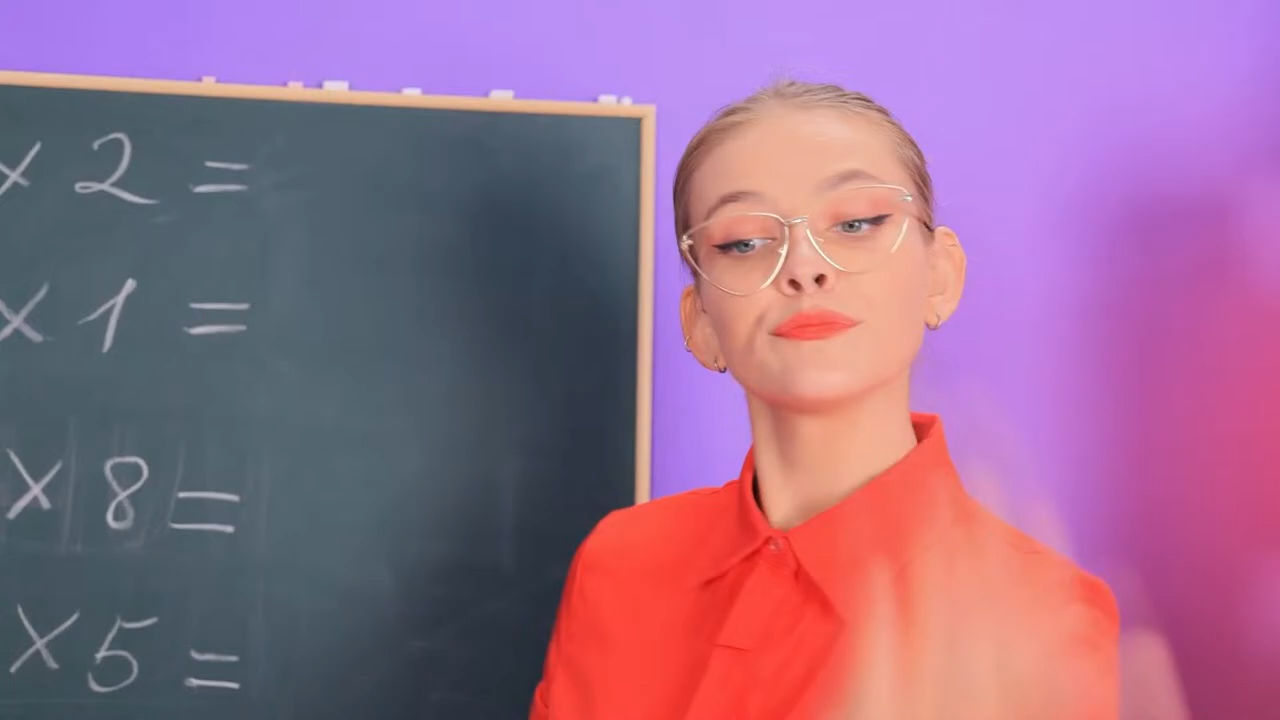 x 2 =
x 1 =
x 8 =
x 5 =